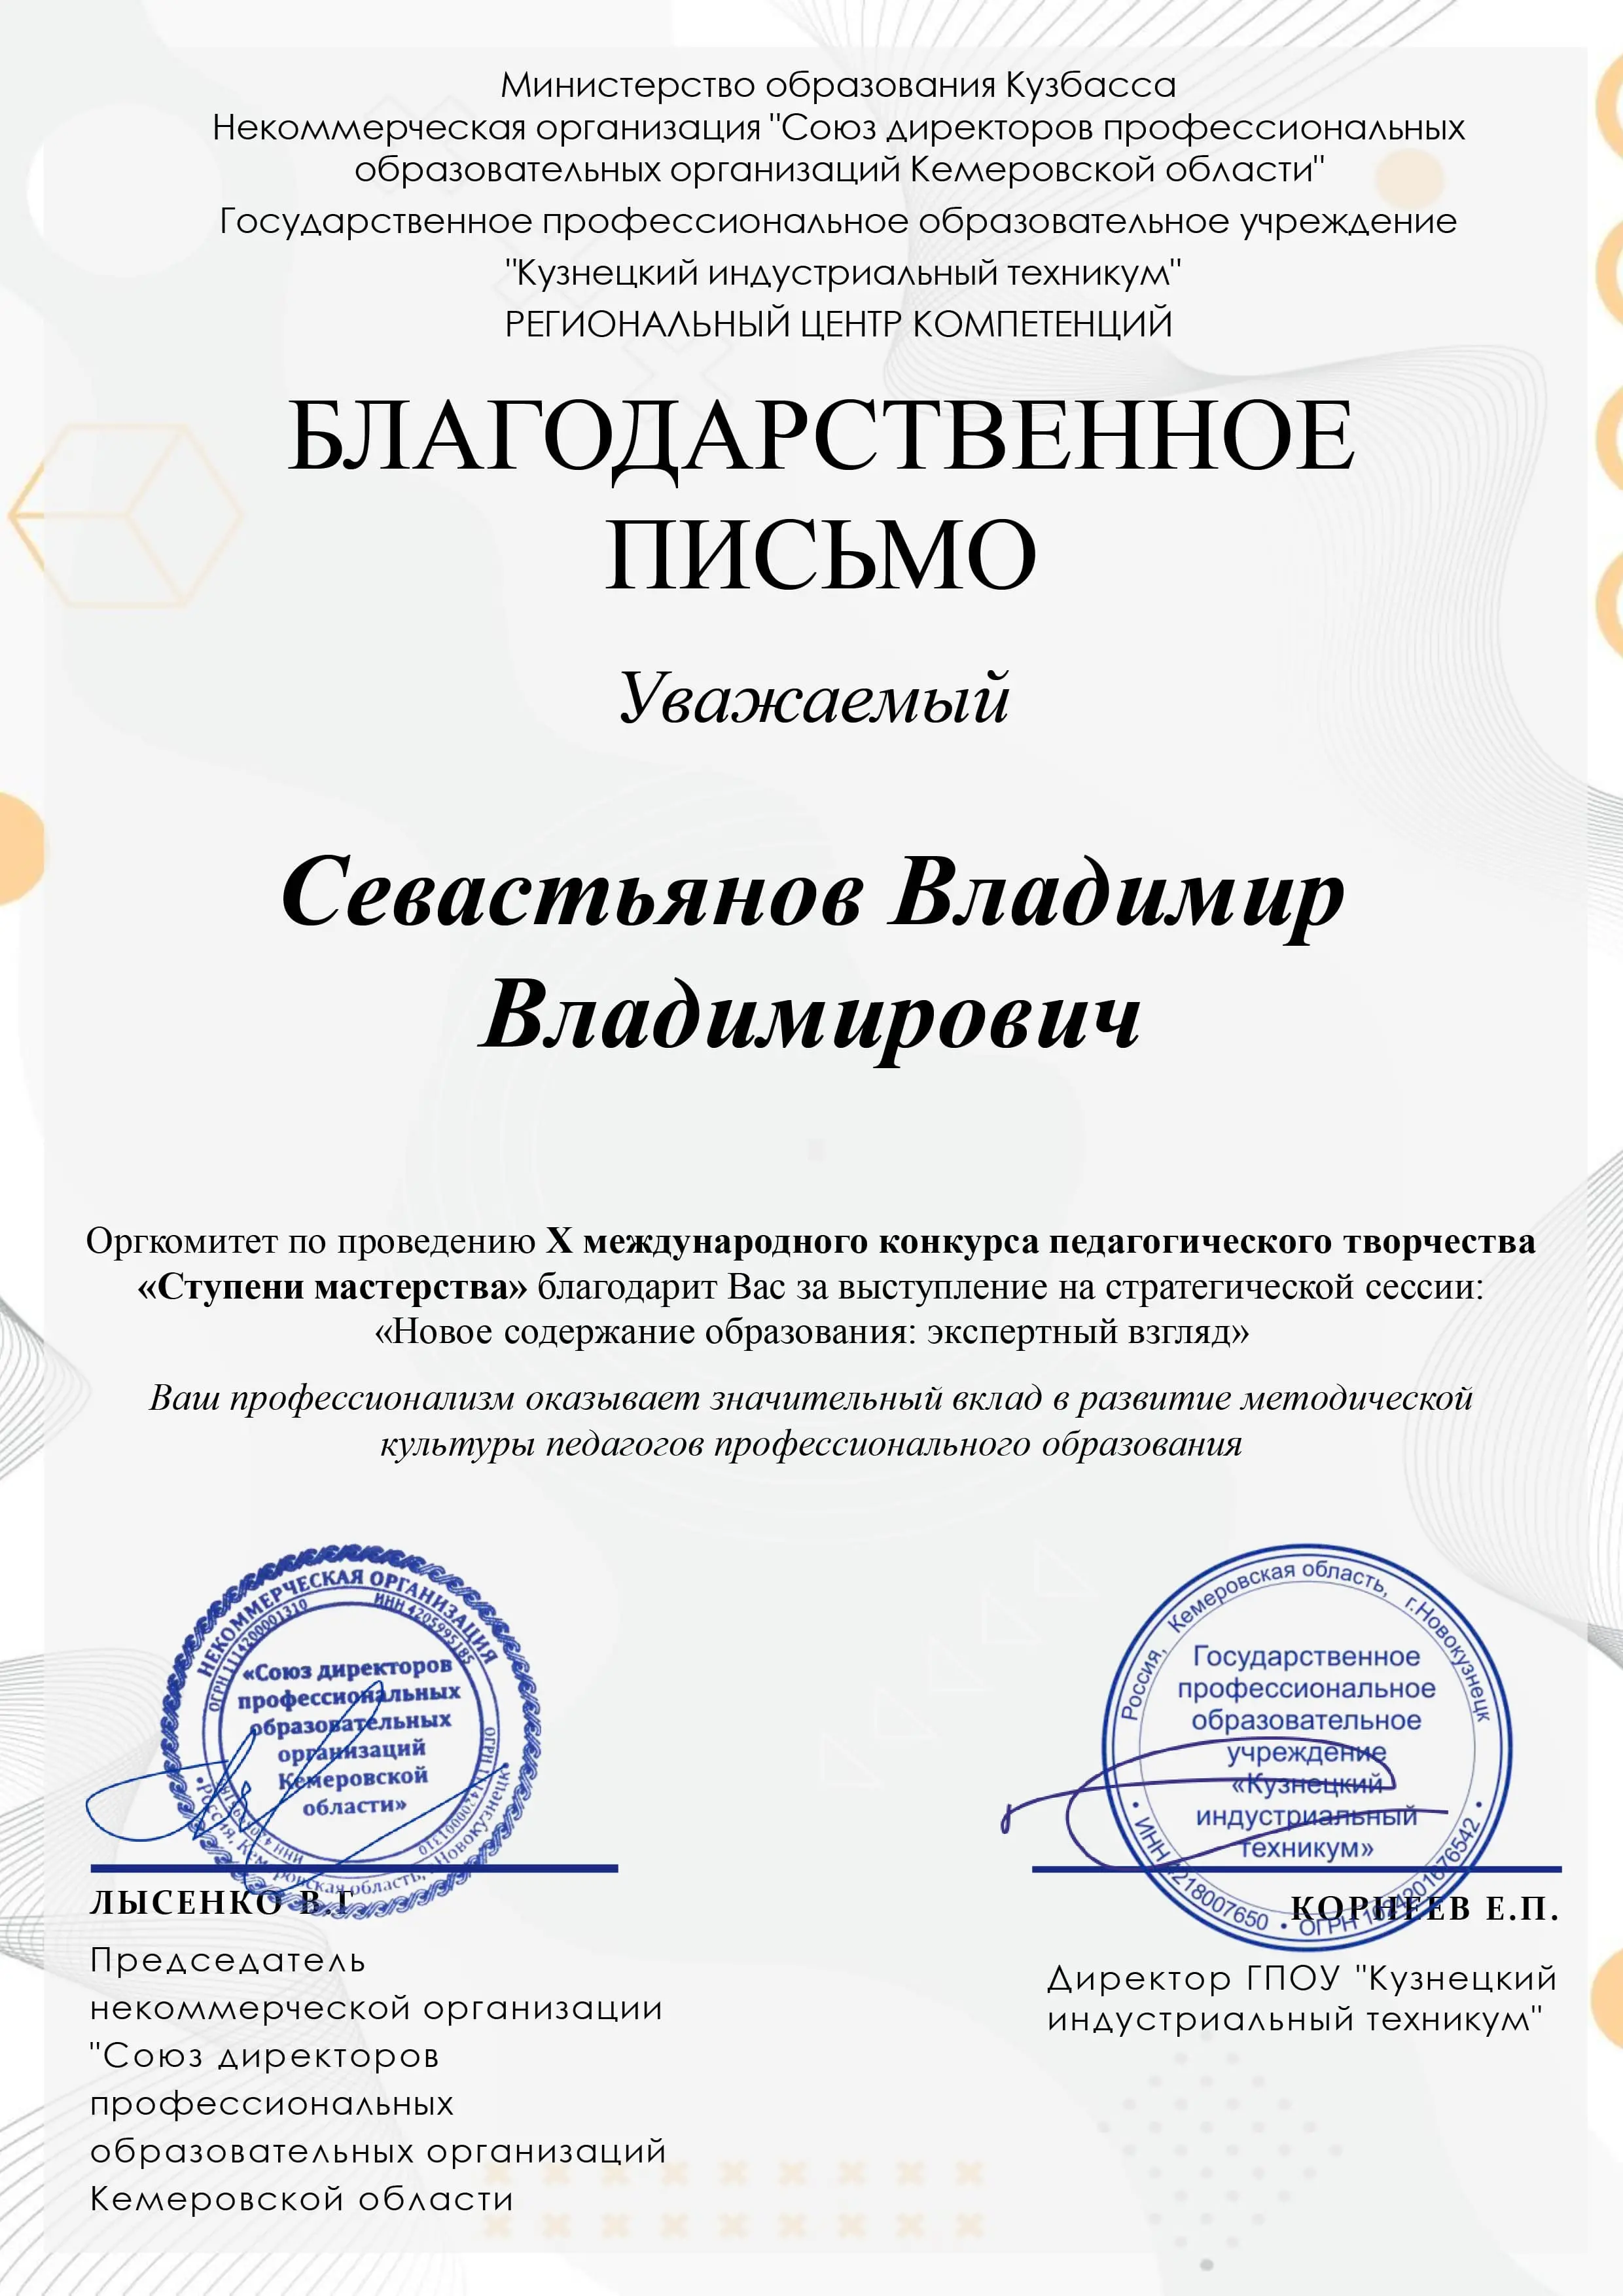 Министерство образования Кузбасса
Некоммерческая организация "Союз директоров профессиональных
образовательных организаций Кемеровской области"
Государственное профессиональное образовательное учреждение
"Кузнецкий индустриальный техникум"
РЕГИОНАЛЬНЫЙ ЦЕНТР КОМПЕТЕНЦИЙ
БЛАГОДАРСТВЕННОЕ
ПИСЬМО
Уважаемый
Севастьянов Владимир
Владимирович
Оргкомитет по проведению X международного конкурса педагогического творчества
«Ступени мастерства» благодарит Вас за выступление на стратегической сессии:
«Новое содержание образования: экспертный взгляд»
Ваш профессионализм оказывает значительный вклад в развитие методической
культуры педагогов профессионального образования
НЕКОММЕРЧЕСКАЯ ОРГАНИЗАЦИЯ
ОГРН 1114200001310 ИНН 4205995185
«Союз директоров
профессиональных
образовательных
организаций
Кемеровской
области»
Россия, Кемеровская область, г.Новокузнецк
ЛЫСЕНКО В.Г
Председатель
некоммерческой организации
"Союз директоров
профессиональных
образовательных организаций
Кемеровской области
Россия, Кемеровская область, г.Новокузнецк
Государственное
профессиональное
образовательное
учреждение
«Кузнецкий
индустриальный
техникум»
• ИНН 4218007650 • ОГРН 1024201676542 •
КОРНЕЕВ Е.П.
Директор ГПОУ "Кузнецкий
индустриальный техникум"